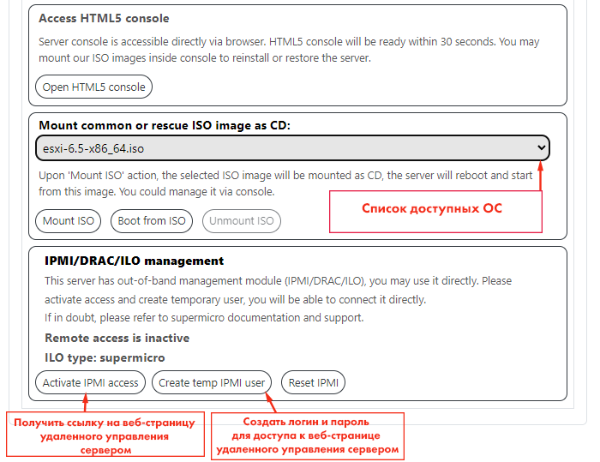 Access HTML5 console
Server console is accessible directly via browser. HTML5 console will be ready within 30 seconds. You may
mount our ISO images inside console to reinstall or restore the server.
Open HTML5 console
Mount common or rescue ISO image as CD:
esxi-6.5-x86_64.iso
Upon 'Mount ISO' action, the selected ISO image will be mounted as CD, the server will reboot and start
from this image. You could manage it via console.
Список доступных ОС
Mount ISO Boot from ISO Unmount ISO
IPMI/DRAC/ILO management
This server has out-of-band management module (IPMI/DRAC/ILO), you may use it directly. Please
activate access and create temporary user, you will be able to connect it directly.
If in doubt, please refer to supermicro documentation and support.
Remote access is inactive
ILO type: supermicro
Activate IPMI access Create temp IPMI user Reset IPMI
Получить ссылку на веб-страницу
удаленного управления
сервером
Создать логин и пароль
для доступа к веб-странице
удаленного управления сервером